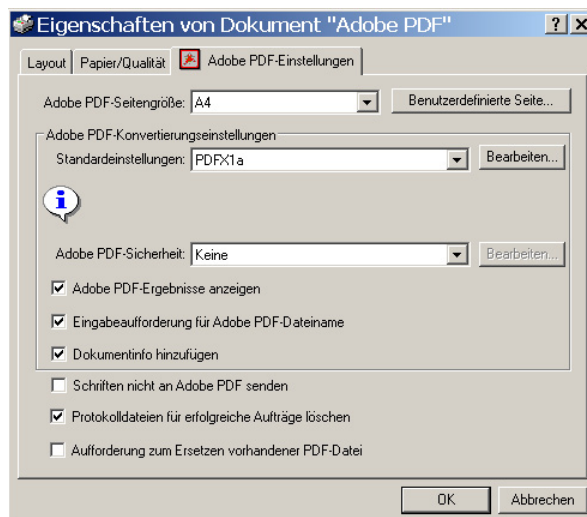 Eigenschaften von Dokument "Adobe PDF"
Layout Papier/Qualität Adobe PDF-Einstellungen
Adobe PDF-Seitengröße: A4 Benutzerdefinierte Seite...
Adobe PDF-Konvertierungseinstellungen
Standardeinstellungen: PDFX1a Bearbeiten...
Adobe PDF-Sicherheit: Keine Bearbeiten...
Adobe PDF-Ergebnisse anzeigen
Eingabeaufforderung für Adobe PDF-Dateiname
Dokumentinfo hinzufügen
Schriften nicht an Adobe PDF senden
Protokolldateien für erfolgreiche Aufträge löschen
Aufforderung zum Ersetzen vorhandener PDF-Datei
OK Abbrechen